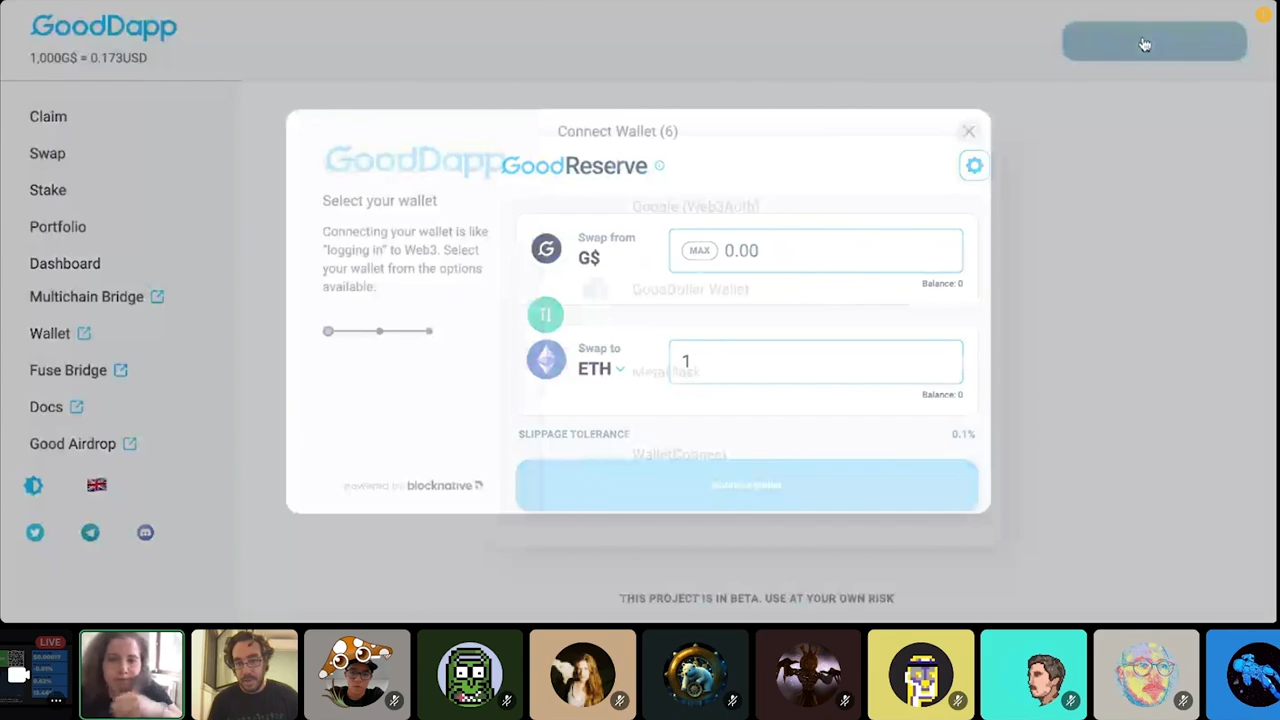 GoodDapp
1,000G$ = 0.173USD
Claim
Swap
Stake
Portfolio
Dashboard
Multichain Bridge
Wallet
Fuse Bridge
Docs
Good Airdrop
Connect Wallet (6)
GoodDapp
GoodReserve
Select your wallet
Connecting your wallet is like
"logging in" to Web3. Select
your wallet from the options
available.
Google (Web3Auth)
Swap from
G$
MAX 0.00
Balance: 0
GoodDollar Wallet
Swap to
ETH
1
MetaMask
Balance: 0
SLIPPAGE TOLERANCE
0.1%
WalletConnect
powered by blocknative
THIS PROJECT IS IN BETA. USE AT YOUR OWN RISK
LIVE